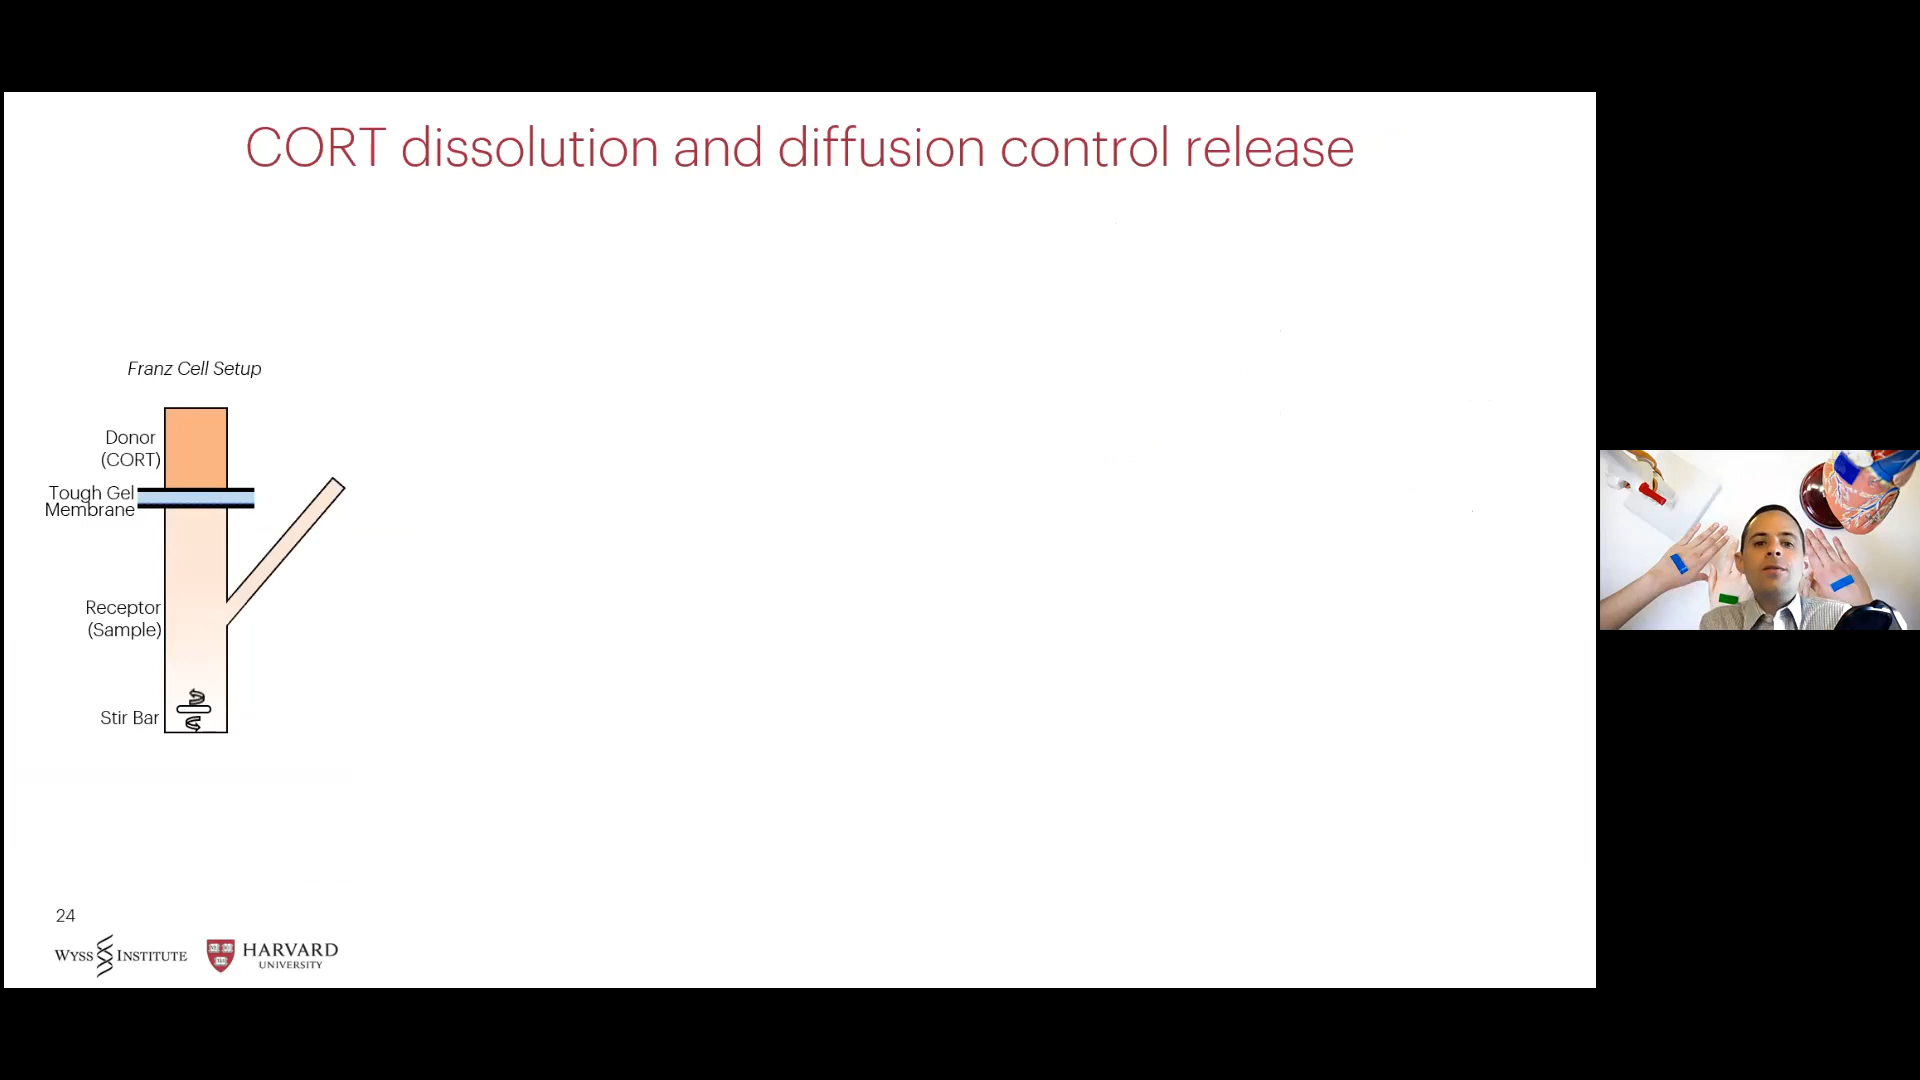 CORT dissolution and diffusion control release
Franz Cell Setup
Donor
(CORT)
Tough Gel
Membrane
Receptor
(Sample)
Stir Bar
24
WYSS INSTITUTE
HARVARD
UNIVERSITY